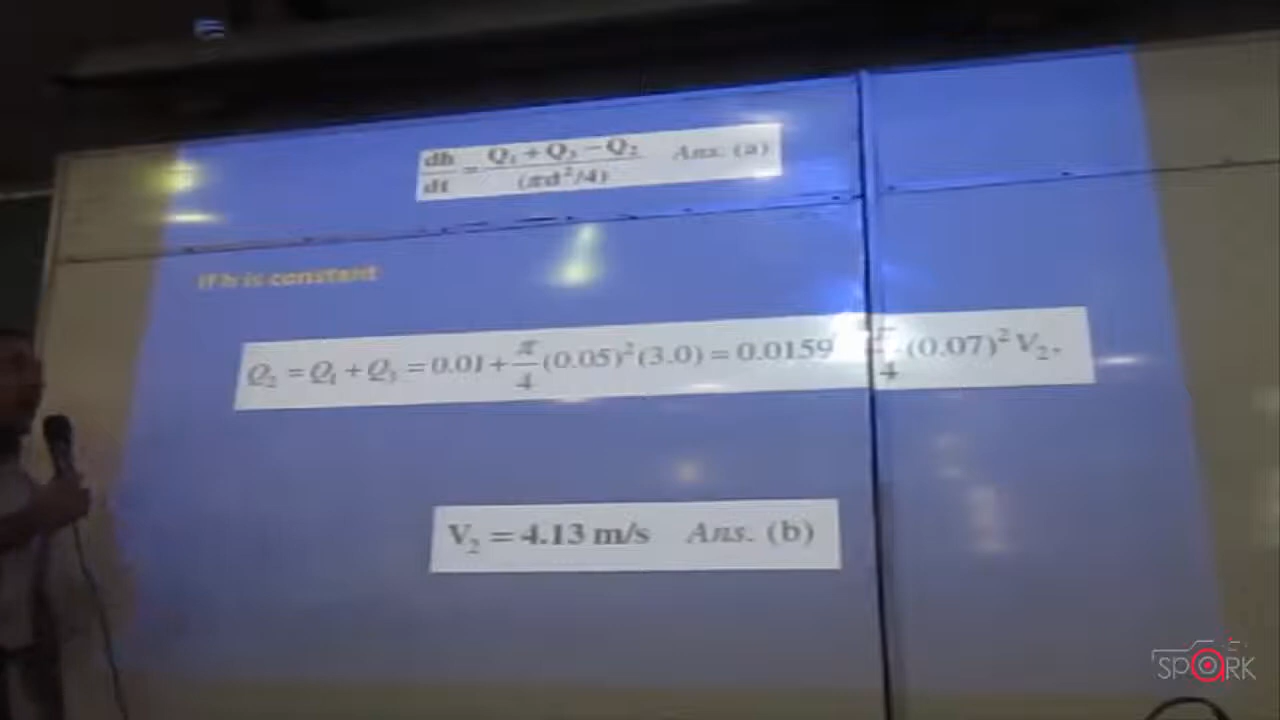 dh/dt = (Q₁ + Q₃ − Q₂)/(πd²/4) Ans. (a)
If h is constant
Q₂ = Q₁ + Q₃ = 0.01 + π/4 (0.05)² (3.0) = 0.0159 π/4 (0.07)² V₂,
V₂ = 4.13 m/s Ans. (b)
SPARK